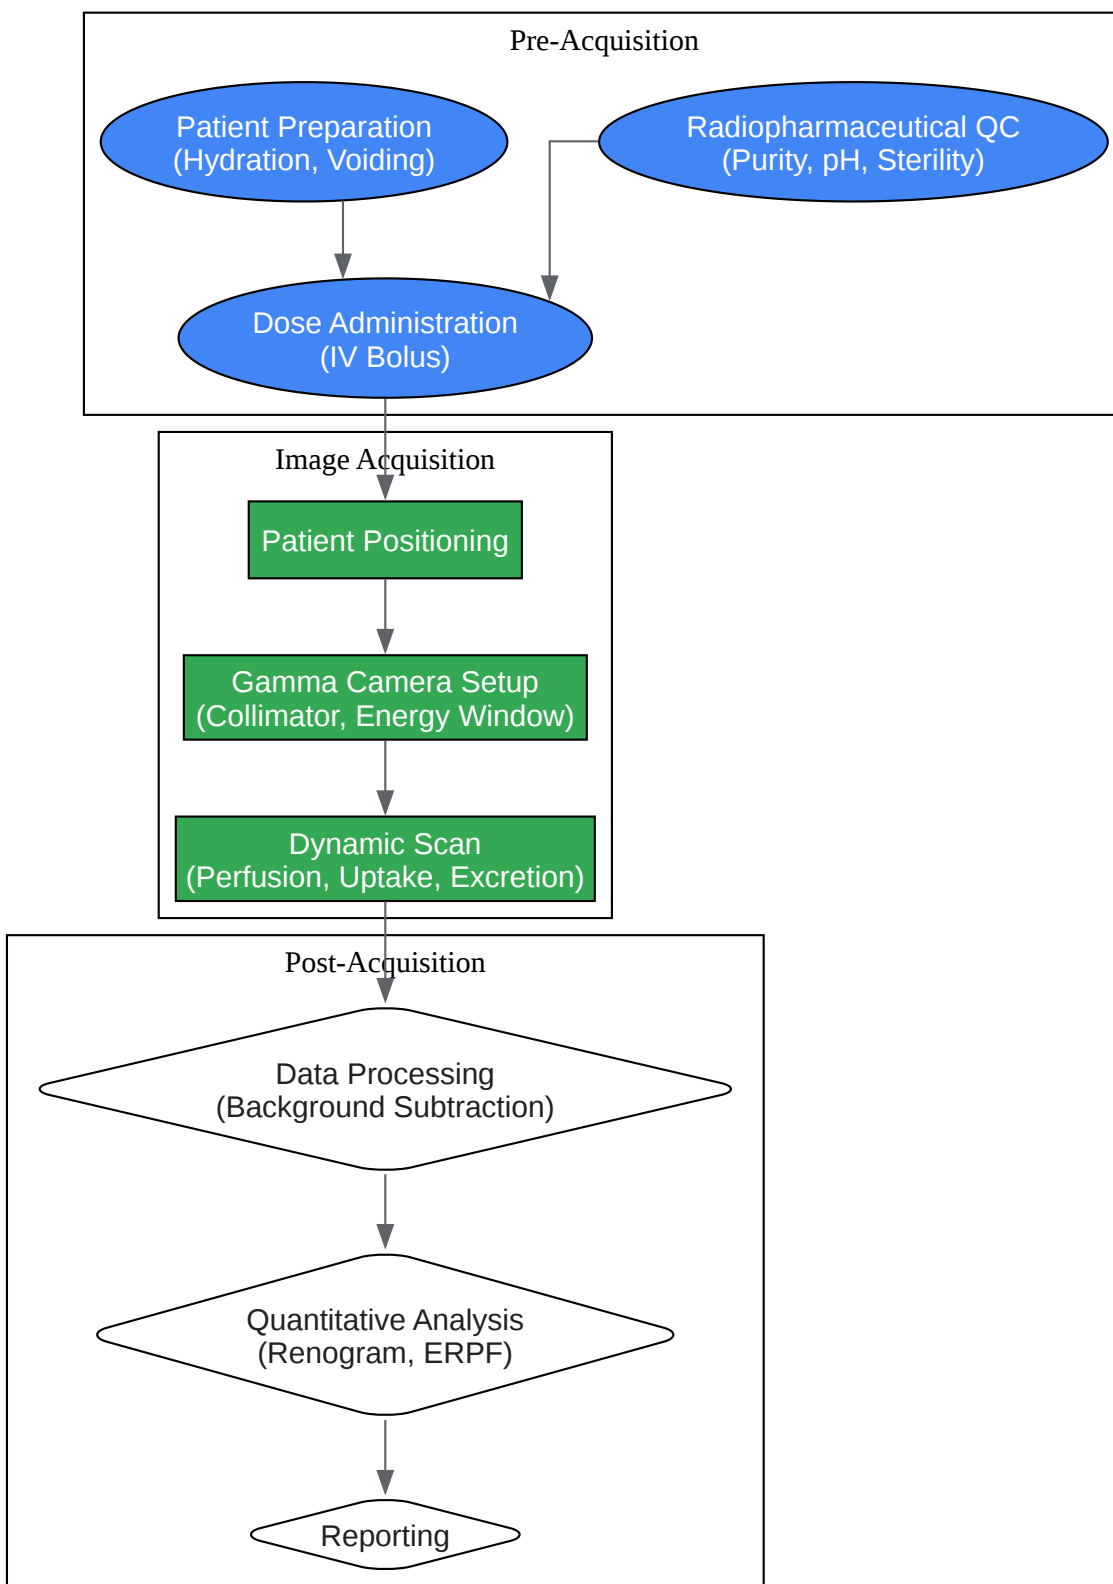 Pre-Acquisition
Patient Preparation
(Hydration, Voiding)
Radiopharmaceutical QC
(Purity, pH, Sterility)
Dose Administration
(IV Bolus)
Image Acquisition
Patient Positioning
Gamma Camera Setup
(Collimator, Energy Window)
Dynamic Scan
(Perfusion, Uptake, Excretion)
Post-Acquisition
Data Processing
(Background Subtraction)
Quantitative Analysis
(Renogram, ERPF)
Reporting